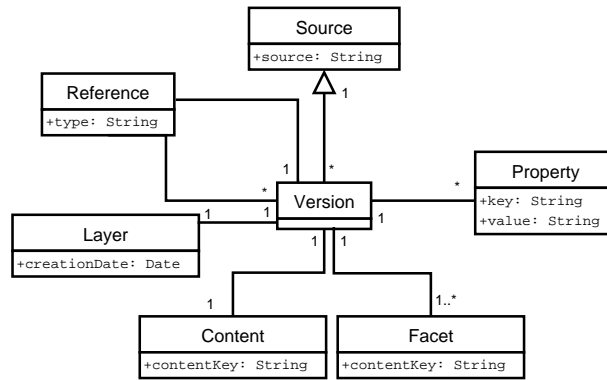 Source
+source: String
1
Reference
+type: String
1
*
*
Version
1
*
Property
+key: String
+value: String
Layer
+creationDate: Date
1
1
1
1
1
1..*
Content
+contentKey: String
Facet
+contentKey: String